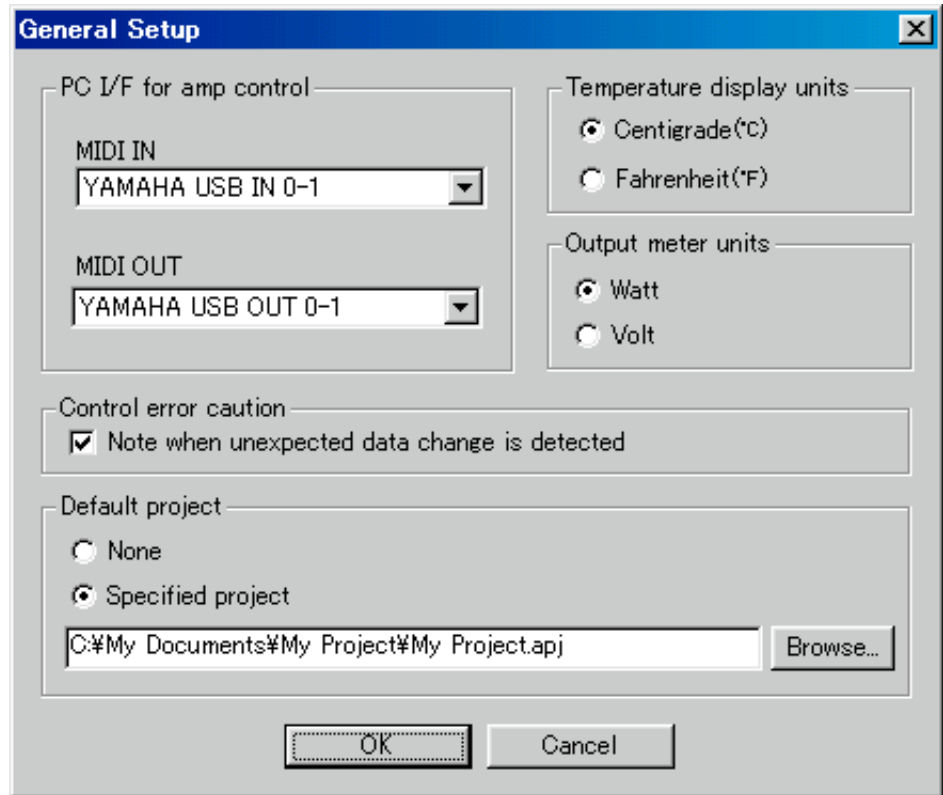 General Setup
PC I/F for amp control
MIDI IN
YAMAHA USB IN 0-1
MIDI OUT
YAMAHA USB OUT 0-1
Temperature display units
Centigrade(℃)
Fahrenheit(℉)
Output meter units
Watt
Volt
Control error caution
Note when unexpected data change is detected
Default project
None
Specified project
C:¥My Documents¥My Project¥My Project.apj
Browse...
OK
Cancel